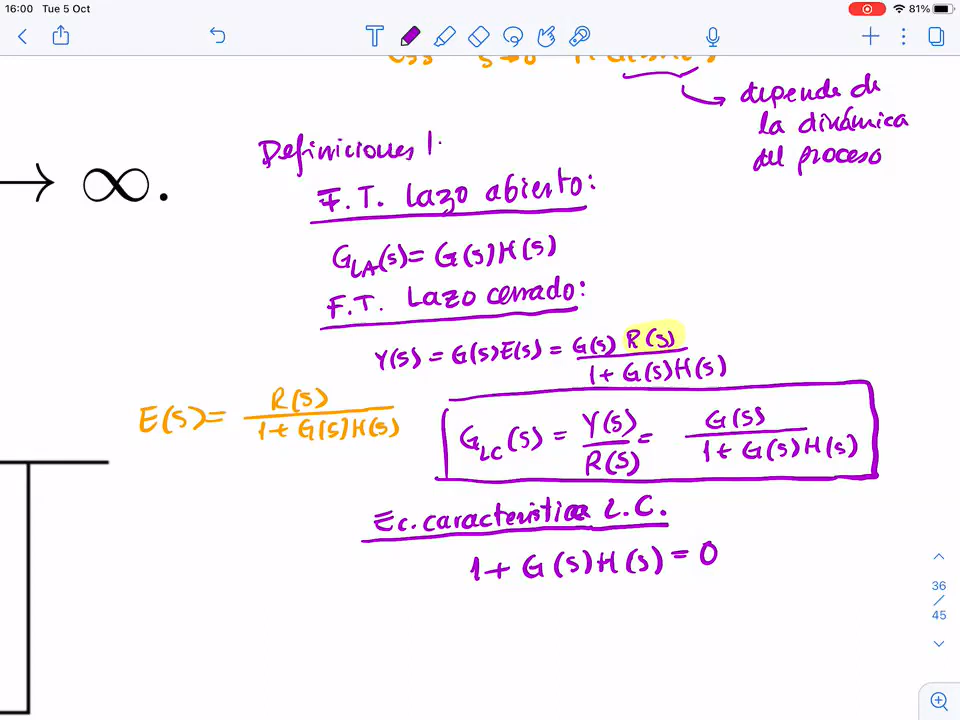 16:00 Tue 5 Oct
81%
T
depende de
la dinámica
del proceso
→ ∞.
Definiciones:
F.T. Lazo abierto:
G_LA(s) = G(s)H(s)
F.T. Lazo cerrado:
Y(s) = G(s)E(s) = G(s) R(s) / 1 + G(s)H(s)
E(s) = R(s) / 1 + G(s)H(s)
G_LC(s) = Y(s) / R(s) = G(s) / 1 + G(s)H(s)
Ec. característica L.C.
1 + G(s)H(s) = 0
36
/
45